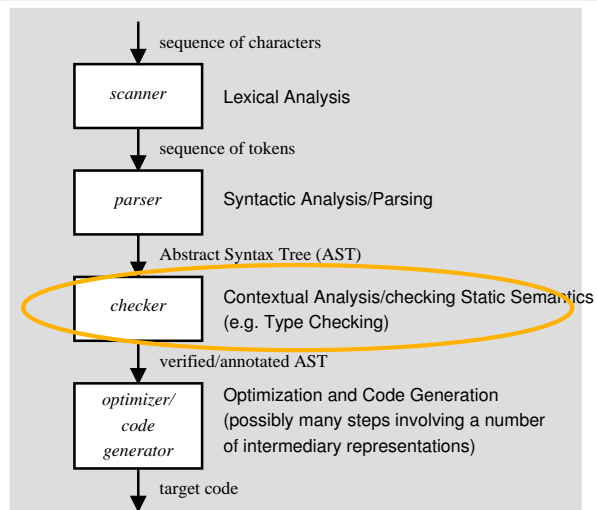 sequence of characters
scanner
Lexical Analysis
sequence of tokens
parser
Syntactic Analysis/Parsing
Abstract Syntax Tree (AST)
checker
Contextual Analysis/checking Static Semantics
(e.g. Type Checking)
verified/annotated AST
optimizer/
code
generator
Optimization and Code Generation
(possibly many steps involving a number
of intermediary representations)
target code